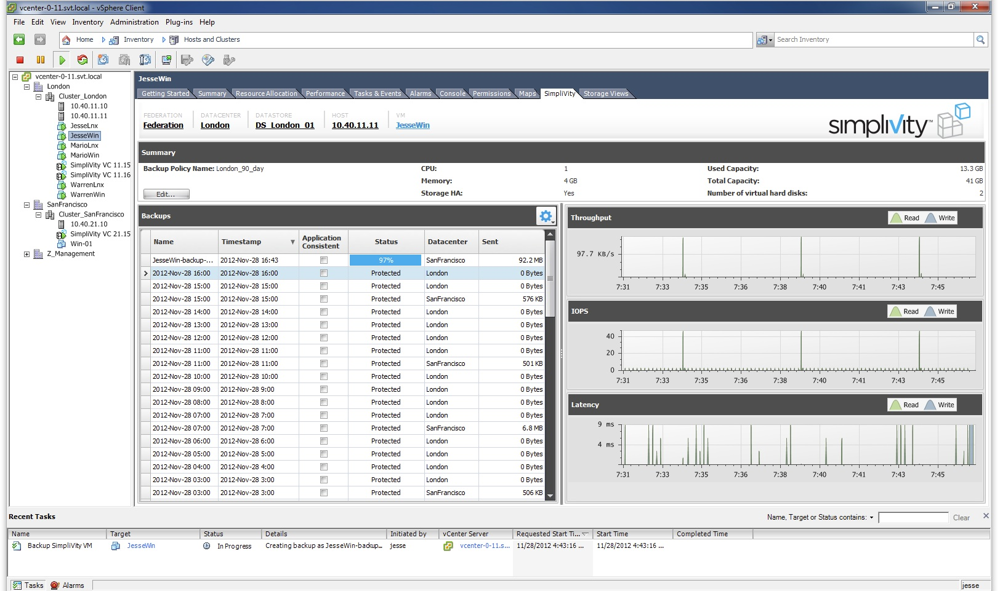 vcenter-0-11.svt.local - vSphere Client
File Edit View Inventory Administration Plug-ins Help
Home Inventory Hosts and Clusters Search Inventory
vcenter-0-11.svt.local
London
Cluster_London
10.40.11.10
10.40.11.11
JesseLnx
JesseWin
MarioLnx
MarioWin
SimpliVity VC 11.15
SimpliVity VC 11.16
WarrenLnx
WarrenWin
SanFrancisco
Cluster_SanFrancisco
10.40.21.10
SimpliVity VC 21.15
Win-01
Z_Management
JesseWin
Getting Started Summary Resource Allocation Performance Tasks & Events Alarms Console Permissions Maps SimpliVity Storage Views
FEDERATION DATACENTER DATASTORE HOST VM
Federation London DS_London_01 10.40.11.11 JesseWin
simplivity™
Summary
Backup Policy Name: London_90_day CPU: 1 Used Capacity: 13.3 GB
Memory: 4 GB Total Capacity: 41 GB
Edit... Storage HA: Yes Number of virtual hard disks: 2
Backups
Name Timestamp Application Consistent Status Datacenter Sent
JesseWin-backup-... 2012-Nov-28 16:43 97% SanFrancisco 92.2 MB
2012-Nov-28 16:00 2012-Nov-28 16:00 Protected London 0 Bytes
2012-Nov-28 15:00 2012-Nov-28 15:00 Protected London 0 Bytes
2012-Nov-28 15:00 2012-Nov-28 15:00 Protected SanFrancisco 576 KB
2012-Nov-28 14:00 2012-Nov-28 14:00 Protected London 0 Bytes
2012-Nov-28 13:00 2012-Nov-28 13:00 Protected London 0 Bytes
2012-Nov-28 12:00 2012-Nov-28 12:00 Protected London 0 Bytes
2012-Nov-28 11:00 2012-Nov-28 11:00 Protected London 0 Bytes
2012-Nov-28 11:00 2012-Nov-28 11:00 Protected SanFrancisco 501 KB
2012-Nov-28 10:00 2012-Nov-28 10:00 Protected London 0 Bytes
2012-Nov-28 09:00 2012-Nov-28 9:00 Protected London 0 Bytes
2012-Nov-28 08:00 2012-Nov-28 8:00 Protected London 0 Bytes
2012-Nov-28 07:00 2012-Nov-28 7:00 Protected London 0 Bytes
2012-Nov-28 07:00 2012-Nov-28 7:00 Protected SanFrancisco 6.8 MB
2012-Nov-28 06:00 2012-Nov-28 6:00 Protected London 0 Bytes
2012-Nov-28 05:00 2012-Nov-28 5:00 Protected London 0 Bytes
2012-Nov-28 04:00 2012-Nov-28 4:00 Protected London 0 Bytes
2012-Nov-28 03:00 2012-Nov-28 3:00 Protected London 0 Bytes
2012-Nov-28 03:00 2012-Nov-28 3:00 Protected SanFrancisco 506 KB
Throughput Read Write
97.7 KB/s
7:31 7:33 7:35 7:36 7:38 7:40 7:41 7:43 7:45
IOPS Read Write
40
20
0
7:31 7:33 7:35 7:36 7:38 7:40 7:41 7:43 7:45
Latency Read Write
9 ms
4 ms
7:31 7:33 7:35 7:36 7:38 7:40 7:41 7:43 7:45
Recent Tasks Name, Target or Status contains: Clear
Name Target Status Details Initiated by vCenter Server Requested Start Ti... Start Time Completed Time
Backup SimpliVity VM JesseWin In Progress Creating backup as JesseWin-backup... jesse vcenter-0-11.s... 11/28/2012 4:43:16 ... 11/28/2012 4:43:16 ...
Tasks Alarms jesse